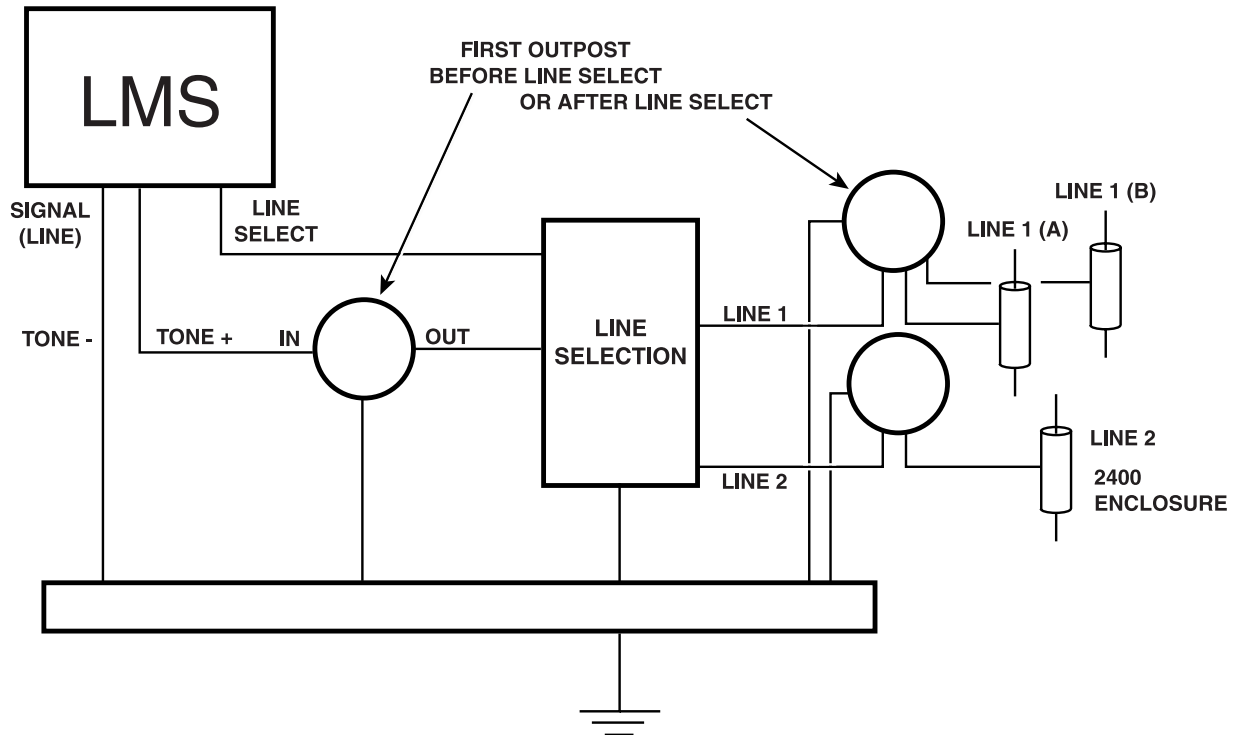 LMS
FIRST OUTPOST
BEFORE LINE SELECT
OR AFTER LINE SELECT
SIGNAL
(LINE)
LINE
SELECT
LINE 1 (B)
LINE 1 (A)
TONE -
TONE +
IN
OUT
LINE
SELECTION
LINE 1
LINE 2
LINE 2
2400
ENCLOSURE